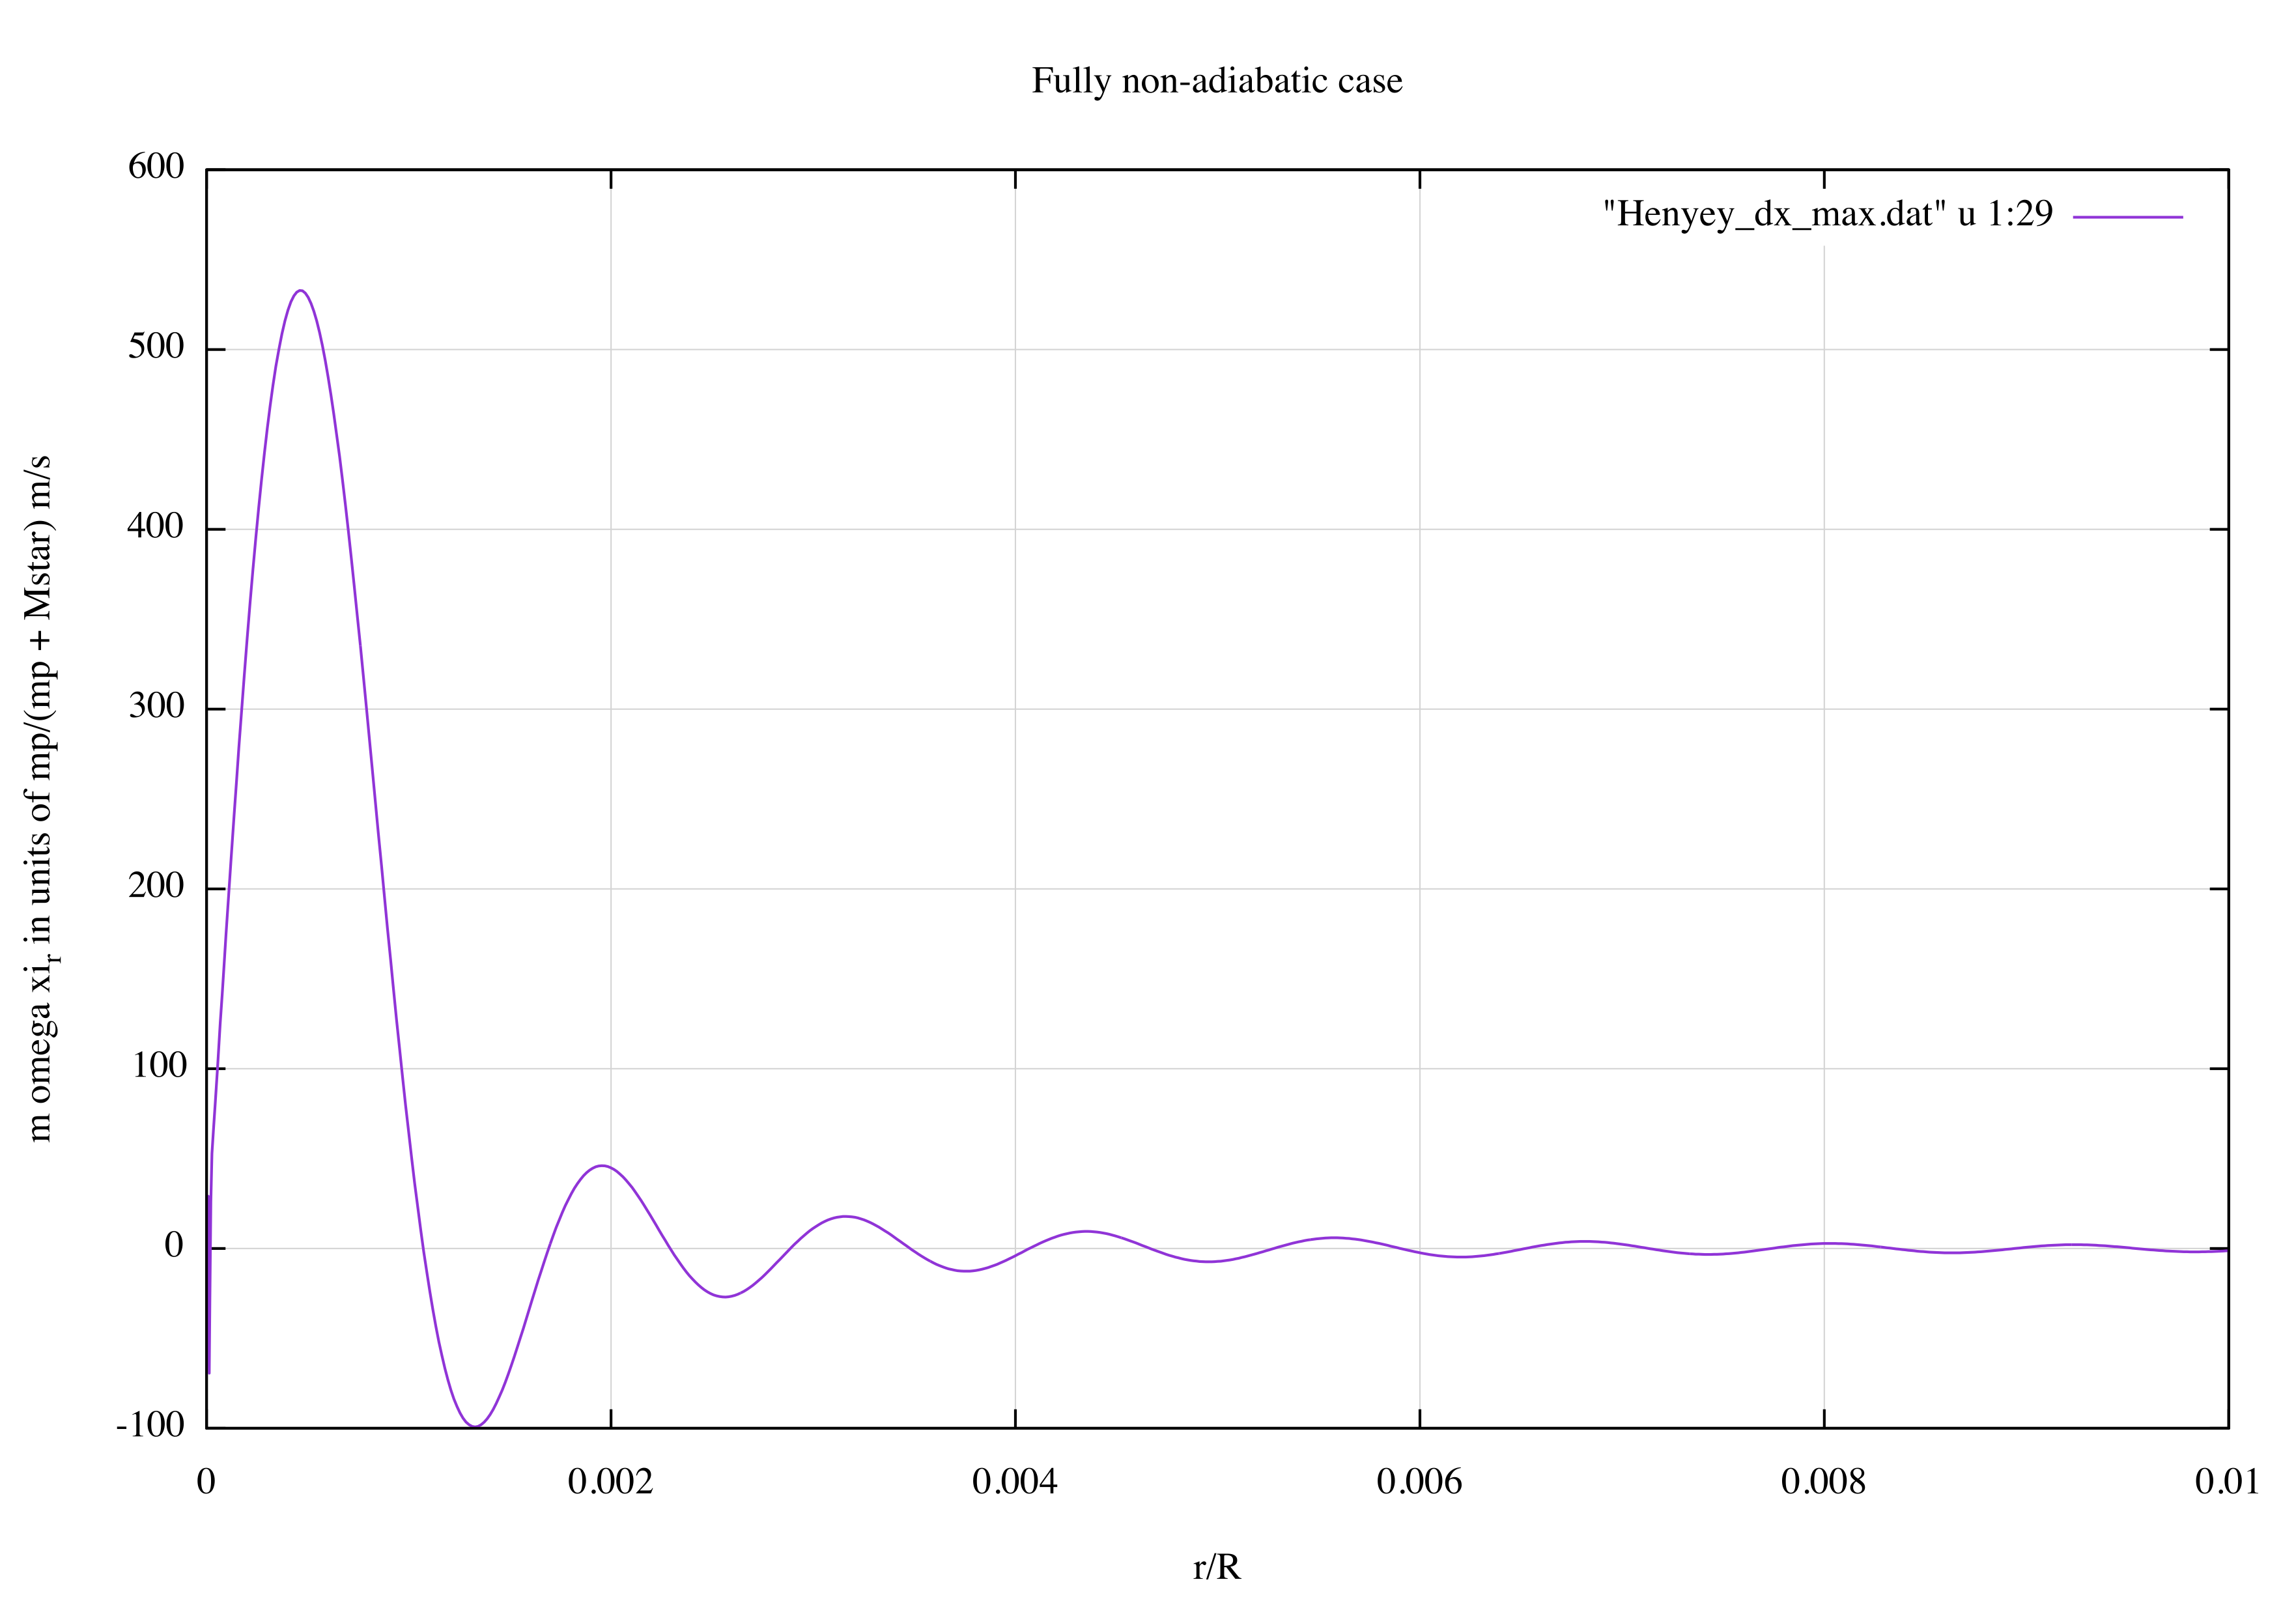 Fully non-adiabatic case
"Henyey_dx_max.dat" u 1:29
m omega xi_r in units of mp/(mp + Mstar) m/s
600
500
400
300
200
100
0
-100
0 0.002 0.004 0.006 0.008 0.01
r/R